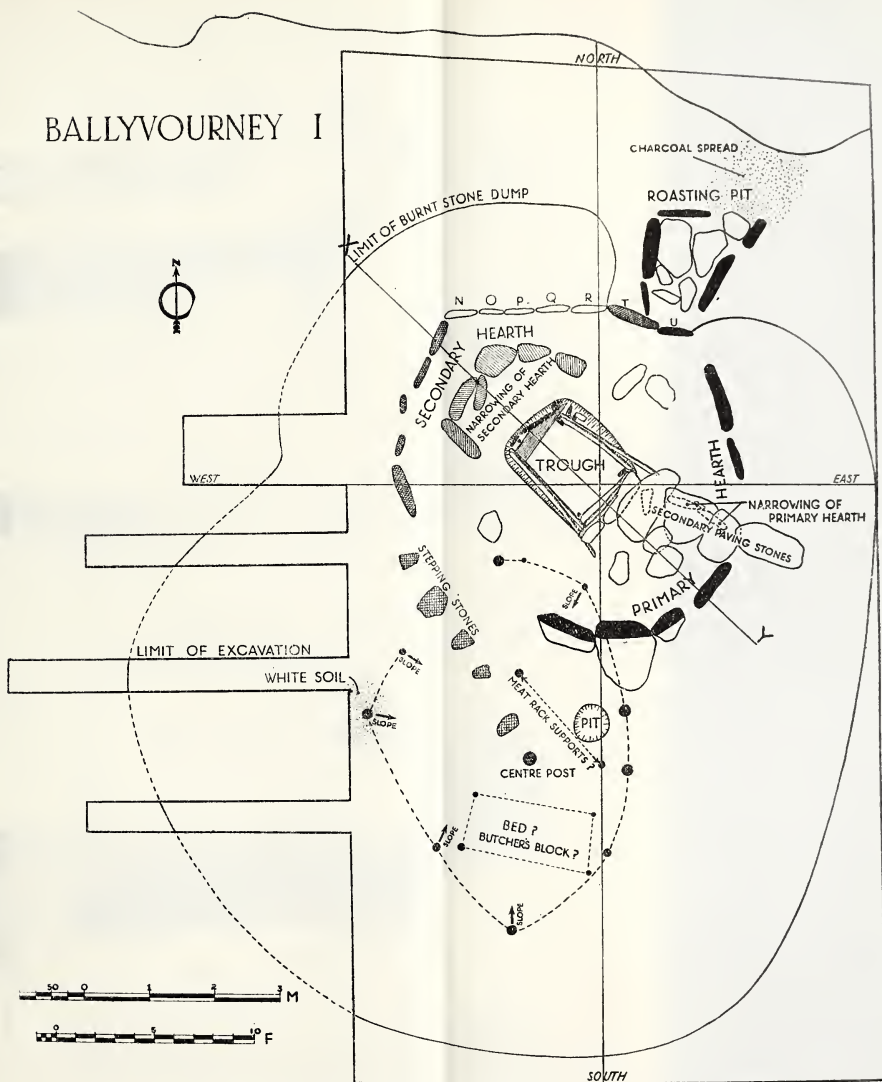 BALLYVOURNEY I
NORTH
CHARCOAL SPREAD
ROASTING PIT
LIMIT OF BURNT STONE DUMP
X
N
N O P. Q R T U
HEARTH
SECONDARY
NARROWING OF
SECONDARY HEARTH
TROUGH
HEARTH
WEST
EAST
NARROWING OF
PRIMARY HEARTH
SECONDARY PAVING STONES
STEPPING STONES
SLOPE
PRIMARY
Y
LIMIT OF EXCAVATION
SLOPE
WHITE SOIL
SLOPE
MEAT RACK SUPPORTS ?
PIT
CENTRE POST
BED ?
BUTCHER'S BLOCK ?
SLOPE
SLOPE
50 0 1 2 3 M
0 5 10 F
SOUTH